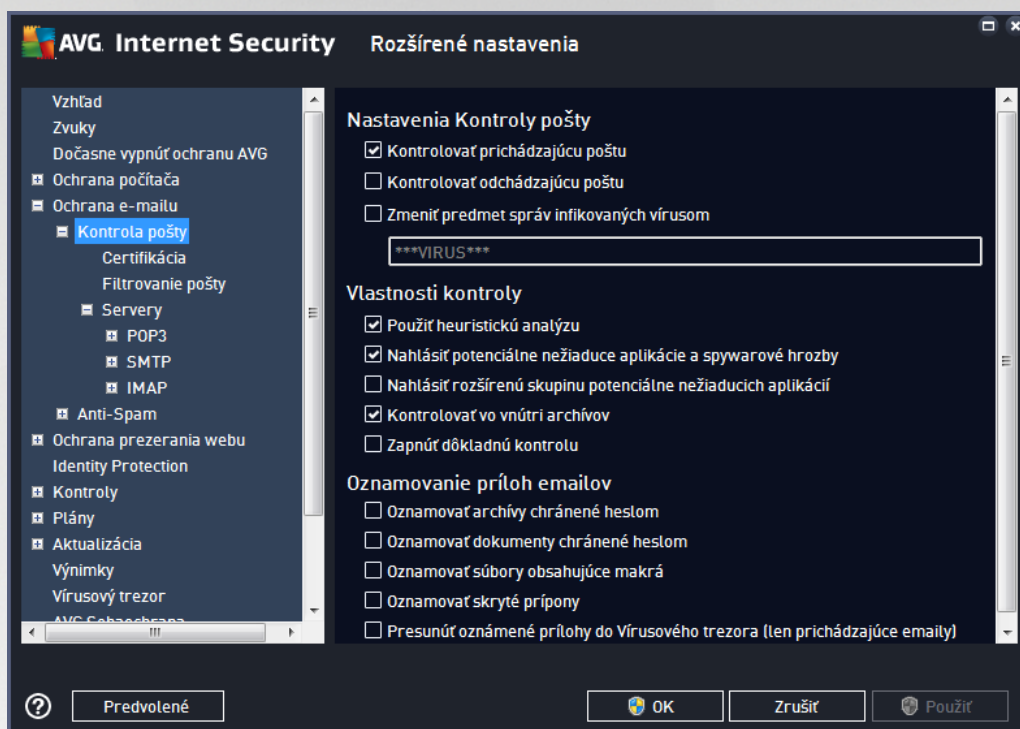 AVG. Internet Security Rozšírené nastavenia
Vzhľad
Zvuky
Dočasne vypnúť ochranu AVG
Ochrana počítača
Ochrana e-mailu
Kontrola pošty
Certifikácia
Filtrovanie pošty
Servery
POP3
SMTP
IMAP
Anti-Spam
Ochrana prezerania webu
Identity Protection
Kontroly
Plány
Aktualizácia
Výnimky
Vírusový trezor
AVG Sebaochrana
Nastavenia Kontroly pošty
Kontrolovať prichádzajúcu poštu
Kontrolovať odchádzajúcu poštu
Zmeniť predmet správ infikovaných vírusom
***VIRUS***
Vlastnosti kontroly
Použiť heuristickú analýzu
Nahlásiť potenciálne nežiaduce aplikácie a spywarové hrozby
Nahlásiť rozšírenú skupinu potenciálne nežiaducich aplikácií
Kontrolovať vo vnútri archívov
Zapnúť dôkladnú kontrolu
Oznamovanie príloh emailov
Oznamovať archívy chránené heslom
Oznamovať dokumenty chránené heslom
Oznamovať súbory obsahujúce makrá
Oznamovať skryté prípony
Presunúť oznámené prílohy do Vírusového trezora (len prichádzajúce emaily)
Predvolené
OK
Zrušiť
Použiť